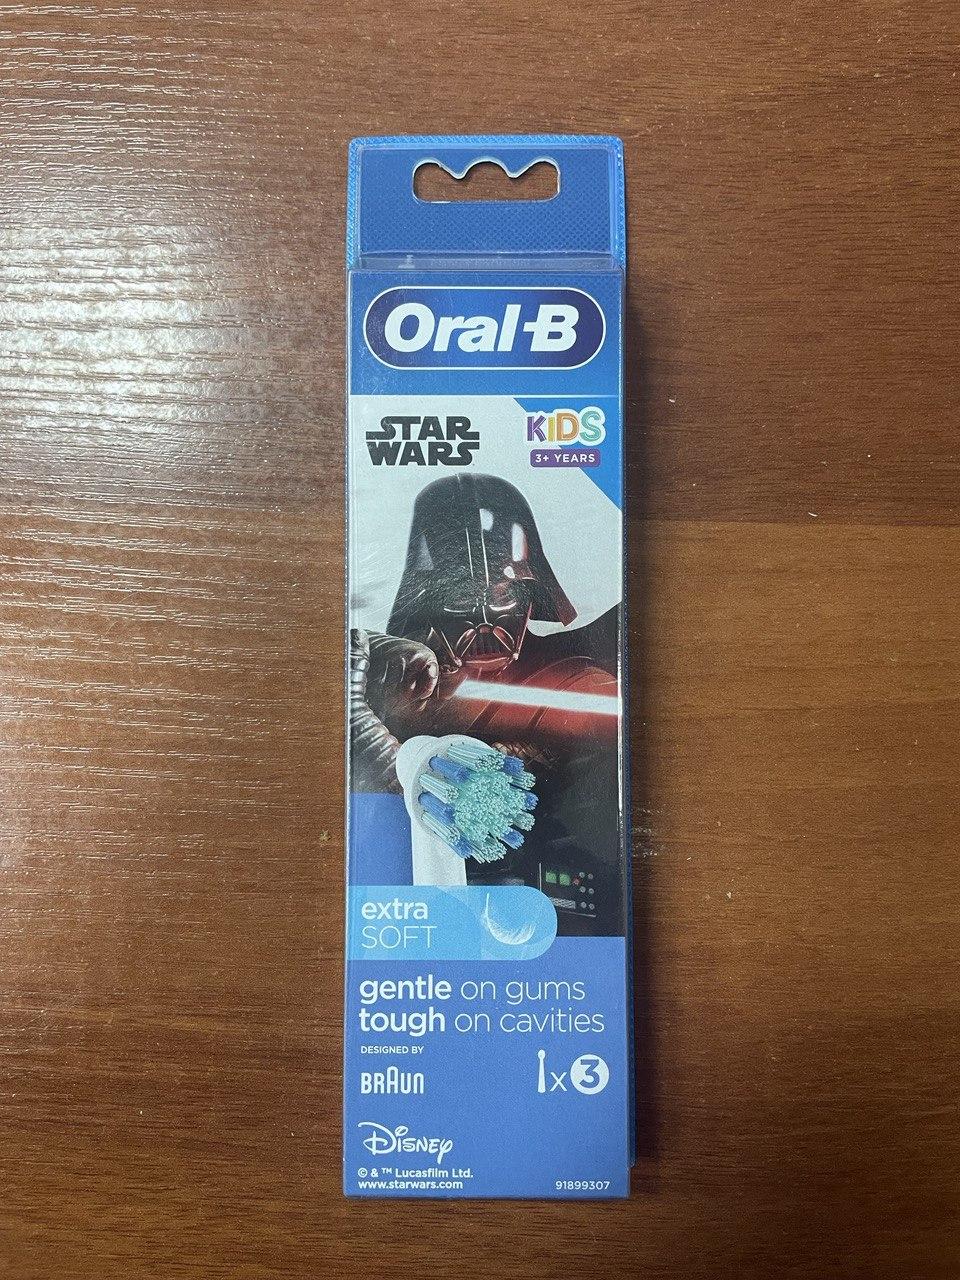 Oral-B
STAR
WARS
KIDS
3+ YEARS
extra
SOFT
gentle on gums
tough on cavities
DESIGNED BY
BRAUN
x3
Disney
© & ™ Lucasfilm Ltd.
www.starwars.com
91899307